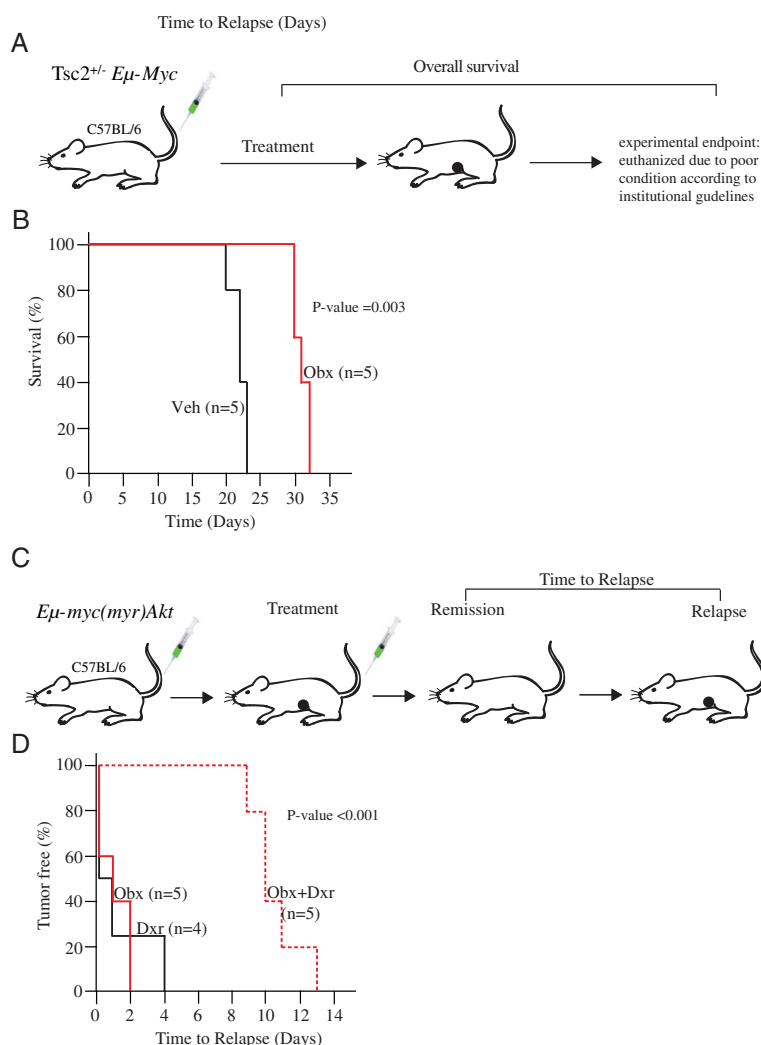 Time to Relapse (Days)
A
Tsc2+/- Eμ-Myc
Overall survival
C57BL/6
Treatment
experimental endpoint:
euthanized due to poor
condition according to
institutional gudelines
B
100
80
60
40
20
0
Survival (%)
P-value =0.003
Obx (n=5)
Veh (n=5)
0 5 10 15 20 25 30 35
Time (Days)
C
Time to Relapse
Eμ-myc(myr)Akt
Treatment
Remission
Relapse
C57BL/6
D
100
80
60
40
20
0
Tumor free (%)
P-value <0.001
Obx (n=5)
Dxr (n=4)
Obx+Dxr
(n=5)
0 2 4 6 8 10 12 14
Time to Relapse (Days)